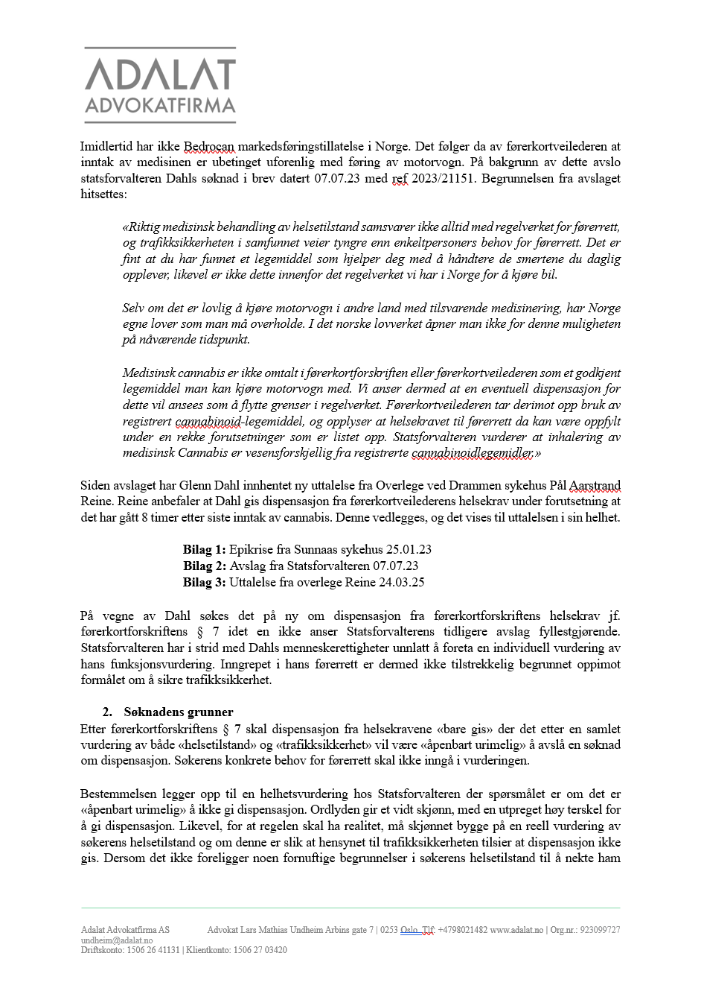 ADALAT
ADVOKATFIRMA
Imidlertid har ikke Bedrocan markedsføringstillatelse i Norge. Det følger da av førerkortveilederen at
inntak av medisinen er ubetinget uforenlig med føring av motorvogn. På bakgrunn av dette avslo
statsforvalteren Dahls søknad i brev datert 07.07.23 med ref 2023/21151. Begrunnelsen fra avslaget
hitsettes:
«Riktig medisinsk behandling av helsetilstand samsvarer ikke alltid med regelverket for førerrett,
og trafikksikkerheten i samfunnet veier tyngre enn enkeltpersoners behov for førerrett. Det er
fint at du har funnet et legemiddel som hjelper deg med å håndtere de smertene du daglig
opplever, likevel er ikke dette innenfor det regelverket vi har i Norge for å kjøre bil.
Selv om det er lovlig å kjøre motorvogn i andre land med tilsvarende medisinering, har Norge
egne lover som man må overholde. I det norske lovverket åpner man ikke for denne muligheten
på nåværende tidspunkt.
Medisinsk cannabis er ikke omtalt i førerkortforskriften eller førerkortveilederen som et godkjent
legemiddel man kan kjøre motorvogn med. Vi anser dermed at en eventuell dispensasjon for
dette vil ansees som å flytte grenser i regelverket. Førerkortveilederen tar derimot opp bruk av
registrert cannabinoid-legemiddel, og opplyser at helsekravet til førerrett da kan være oppfylt
under en rekke forutsetninger som er listet opp. Statsforvalteren vurderer at inhalering av
medisinsk Cannabis er vesensforskjellig fra registrerte cannabinoidlegemidler.»
Siden avslaget har Glenn Dahl innhentet ny uttalelse fra Overlege ved Drammen sykehus Pål Aarstrand
Reine. Reine anbefaler at Dahl gis dispensasjon fra førerkortveilederens helsekrav under forutsetning at
det har gått 8 timer etter siste inntak av cannabis. Denne vedlegges, og det vises til uttalelsen i sin helhet.
Bilag 1: Epikrise fra Sunnaas sykehus 25.01.23
Bilag 2: Avslag fra Statsforvalteren 07.07.23
Bilag 3: Uttalelse fra overlege Reine 24.03.25
På vegne av Dahl søkes det på ny om dispensasjon fra førerkortforskriftens helsekrav jf.
førerkortforskriftens § 7 idet en ikke anser Statsforvalterens tidligere avslag fyllestgjørende.
Statsforvalteren har i strid med Dahls menneskerettigheter unnlatt å foreta en individuell vurdering av
hans funksjonsvurdering. Inngrepet i hans førerrett er dermed ikke tilstrekkelig begrunnet oppimot
formålet om å sikre trafikksikkerhet.
2. Søknadens grunner
Etter førerkortforskriftens § 7 skal dispensasjon fra helsekravene «bare gis» der det etter en samlet
vurdering av både «helsetilstand» og «trafikksikkerhet» vil være «åpenbart urimelig» å avslå en søknad
om dispensasjon. Søkerens konkrete behov for førerrett skal ikke inngå i vurderingen.
Bestemmelsen legger opp til en helhetsvurdering hos Statsforvalteren der spørsmålet er om det er
«åpenbart urimelig» å ikke gi dispensasjon. Ordlyden gir et vidt skjønn, med en utpreget høy terskel for
å gi dispensasjon. Likevel, for at regelen skal ha realitet, må skjønnet bygge på en reell vurdering av
søkerens helsetilstand og om denne er slik at hensynet til trafikksikkerheten tilsier at dispensasjon ikke
gis. Dersom det ikke foreligger noen fornuftige begrunnelser i søkerens helsetilstand til å nekte ham
Adalat Advokatfirma AS Advokat Lars Mathias Undheim Arbins gate 7 | 0253 Oslo Tlf: +4798021482 www.adalat.no | Org.nr.: 923099727
undheim@adalat.no
Driftskonto: 1506 26 41131 | Klientkonto: 1506 27 03420